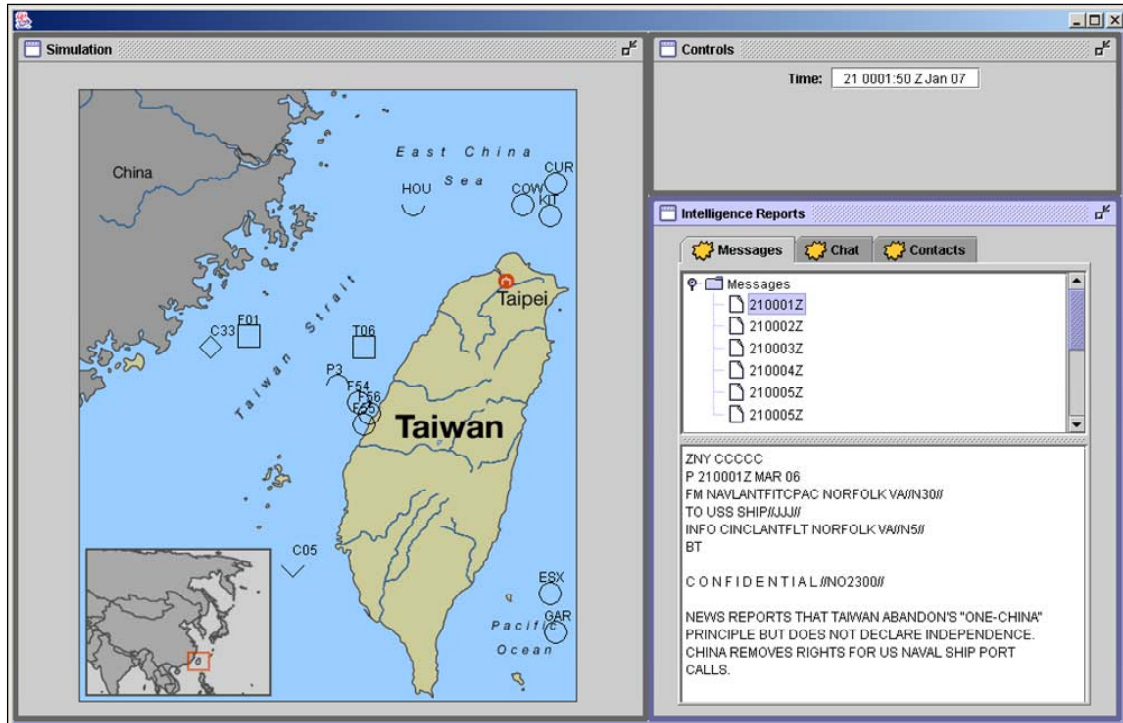 Simulation
China
East China
Sea
CUR
HOU
COW
KIT
Taipei
Taiwan Strait
C33
F01
T06
P3
F54
F56
F55
Taiwan
C05
ESX
GAR
Pacific
Ocean
Controls
Time: 21 0001:50 Z Jan 07
Intelligence Reports
Messages Chat Contacts
Messages
210001Z
210002Z
210003Z
210004Z
210005Z
210005Z
ZNY CCCCC
P 210001Z MAR 06
FM NAVLANTFITCPAC NORFOLK VA//N30//
TO USS SHIP//JJJ//
INFO CINCLANTFLT NORFOLK VA//N5//
BT
C O N F I D E N T I A L //NO2300//
NEWS REPORTS THAT TAIWAN ABANDON'S "ONE-CHINA"
PRINCIPLE BUT DOES NOT DECLARE INDEPENDENCE.
CHINA REMOVES RIGHTS FOR US NAVAL SHIP PORT
CALLS.